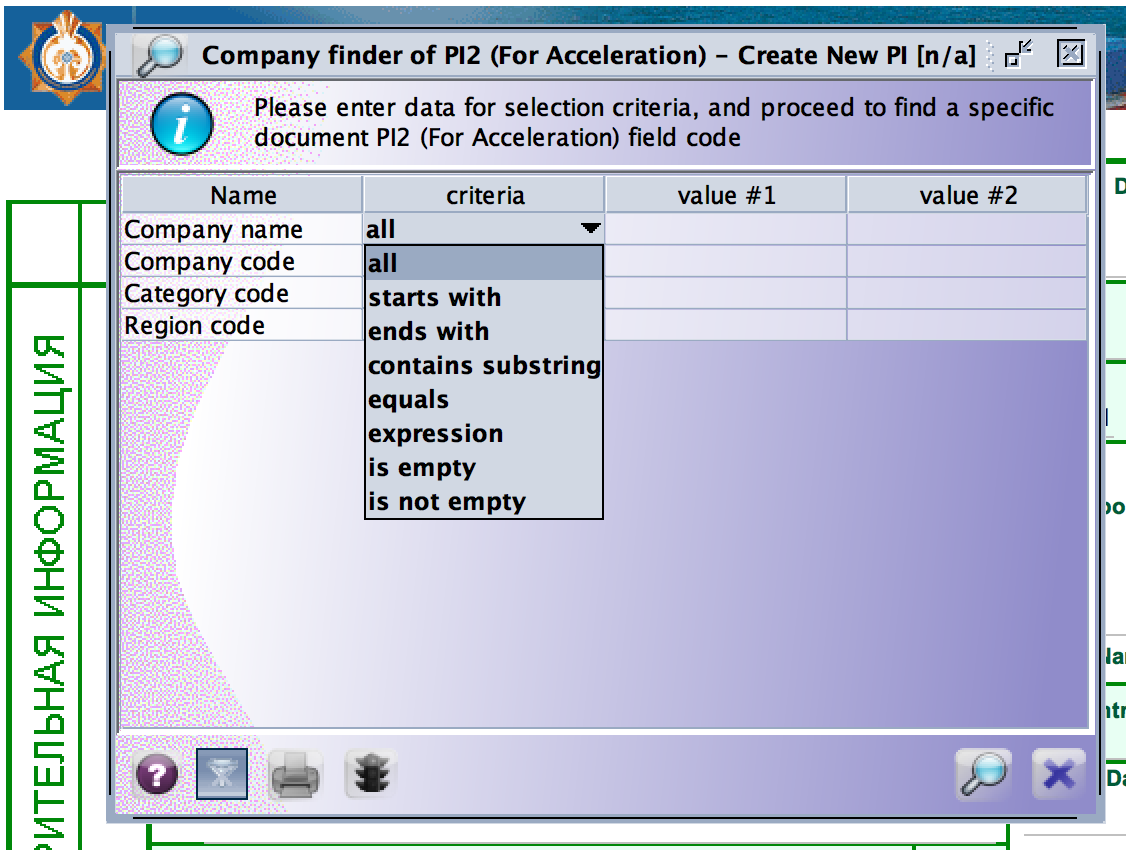 Company finder of PI2 (For Acceleration) – Create New PI [n/a]
Please enter data for selection criteria, and proceed to find a specific
document PI2 (For Acceleration) field code
Name criteria value #1 value #2
Company name all
Company code
Category code
Region code
all
starts with
ends with
contains substring
equals
expression
is empty
is not empty
РИТЕЛЬНАЯ ИНФОРМАЦИЯ